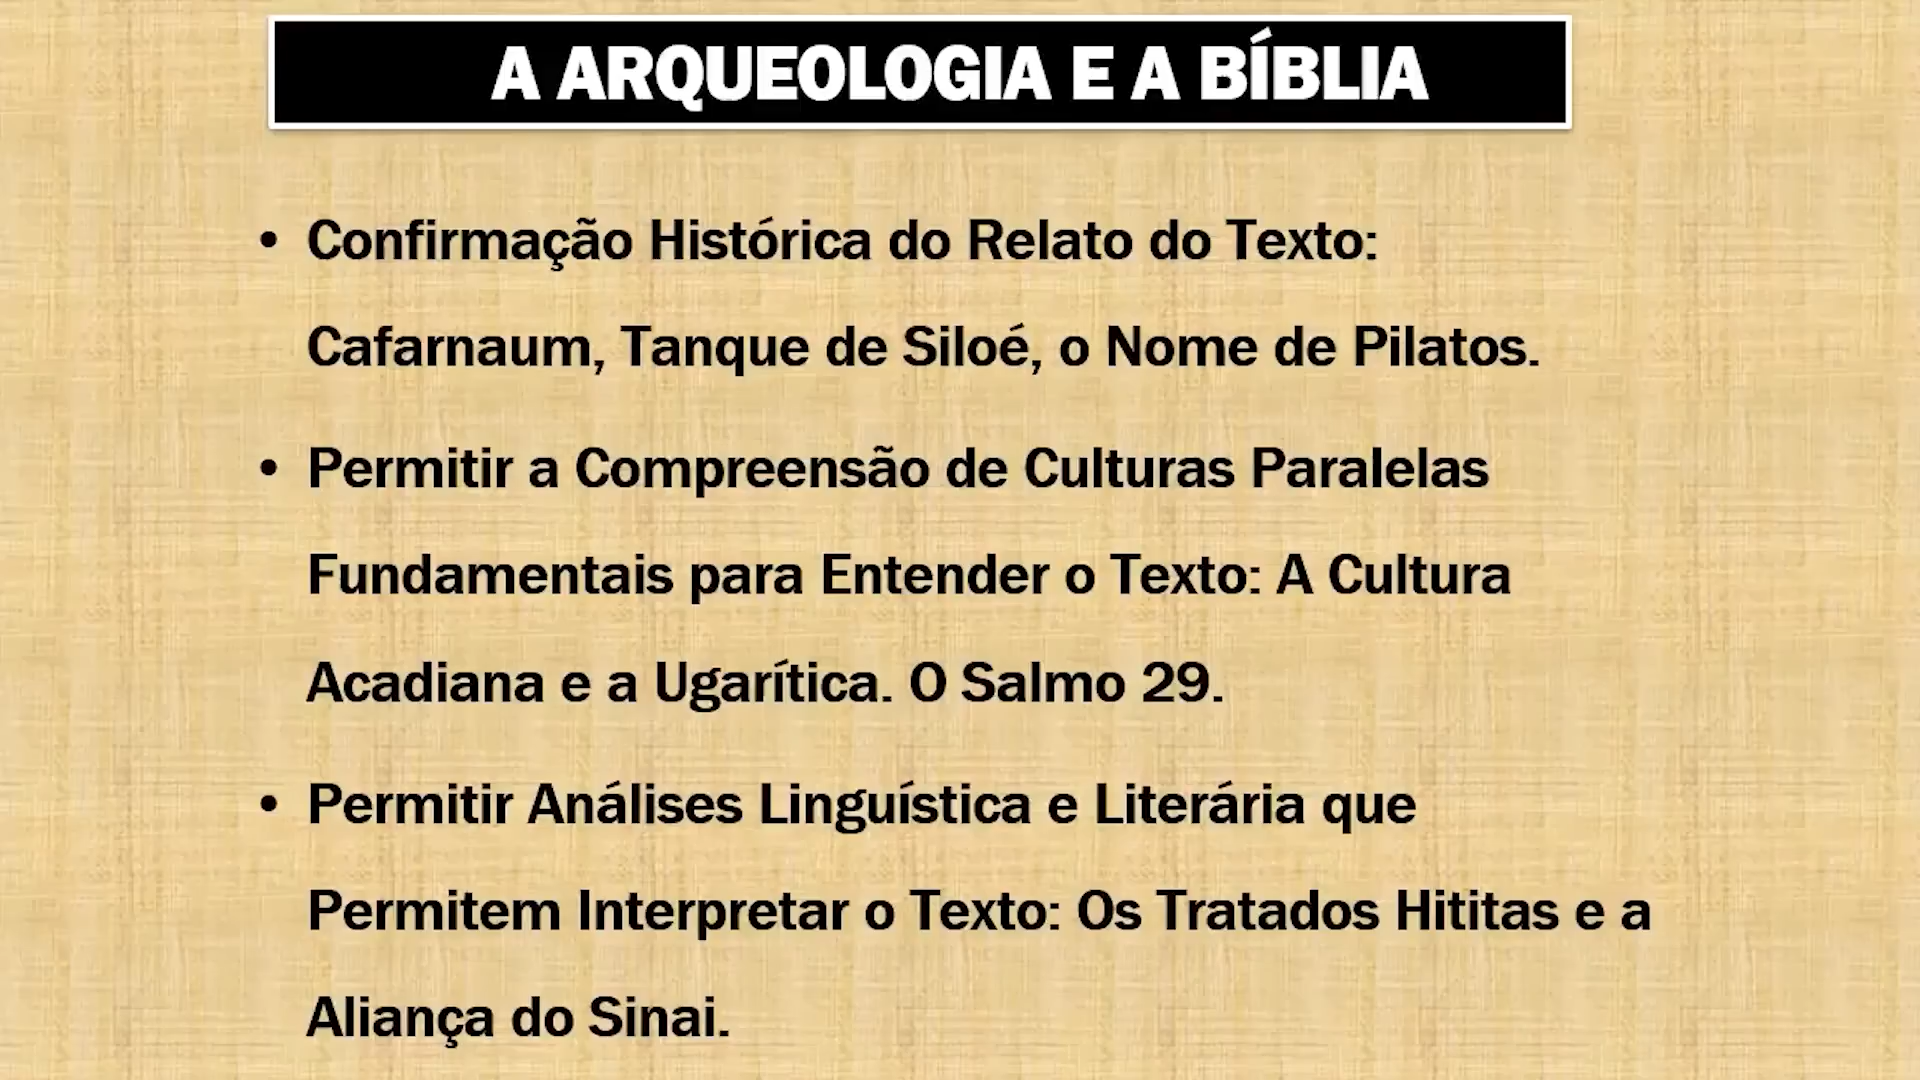 A ARQUEOLOGIA E A BÍBLIA
• Confirmação Histórica do Relato do Texto:
Cafarnaum, Tanque de Siloé, o Nome de Pilatos.
• Permitir a Compreensão de Culturas Paralelas
Fundamentais para Entender o Texto: A Cultura
Acadiana e a Ugarítica. O Salmo 29.
• Permitir Análises Linguística e Literária que
Permitem Interpretar o Texto: Os Tratados Hititas e a
Aliança do Sinai.